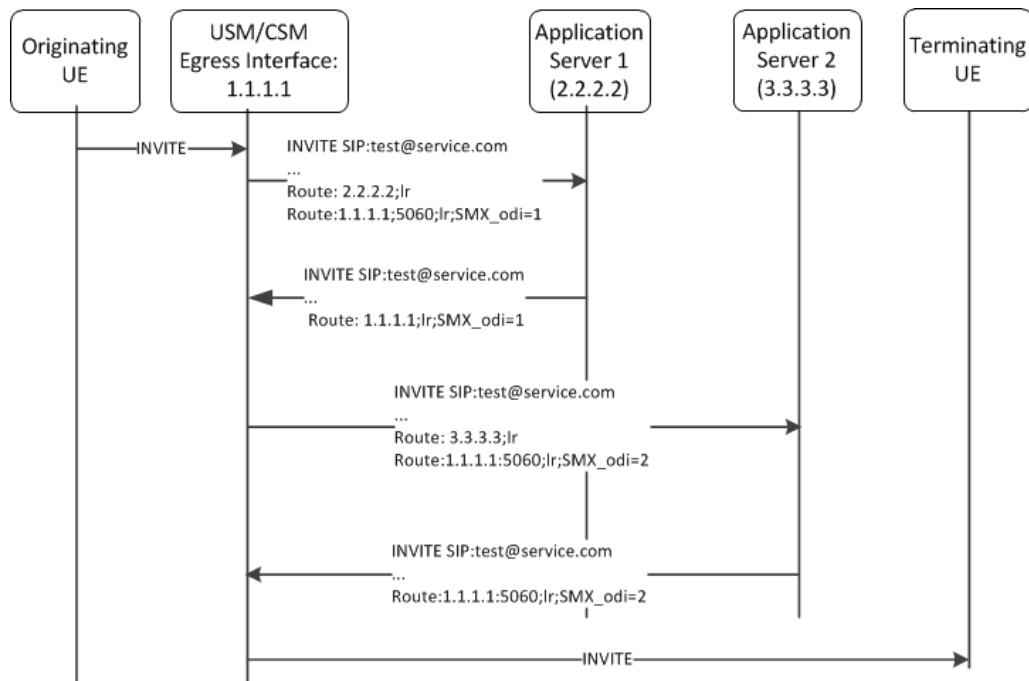 Originating
UE
USM/CSM
Egress Interface:
1.1.1.1
Application
Server 1
(2.2.2.2)
Application
Server 2
(3.3.3.3)
Terminating
UE
INVITE
INVITE SIP:test@service.com
...
Route: 2.2.2.2;lr
Route:1.1.1.1;5060;lr;SMX_odi=1
INVITE SIP:test@service.com
...
Route: 1.1.1.1;lr;SMX_odi=1
INVITE SIP:test@service.com
...
Route: 3.3.3.3;lr
Route:1.1.1.1:5060;lr;SMX_odi=2
INVITE SIP:test@service.com
...
Route:1.1.1.1:5060;lr;SMX_odi=2
INVITE